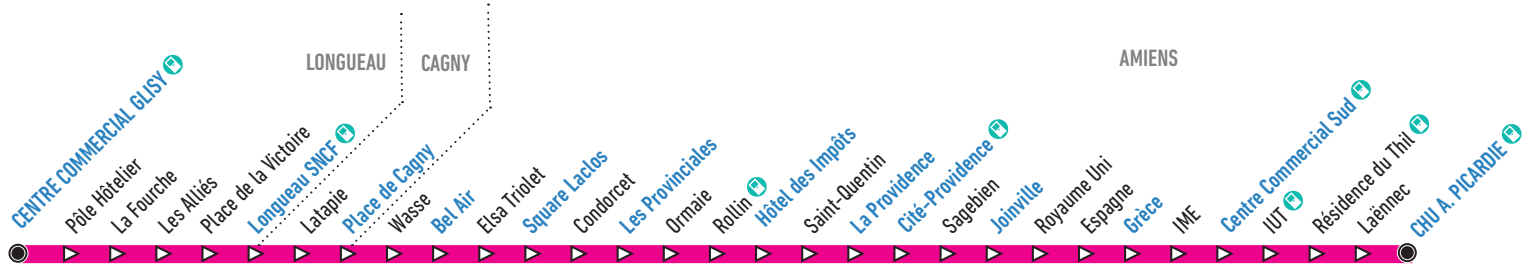 LONGUEAU
CAGNY
AMIENS
CENTRE COMMERCIAL GLISY
Pôle Hôtelier
La Fourche
Les Alliés
Place de la Victoire
Longueau SNCF
Latapie
Place de Cagny
Wasse
Bel Air
Elsa Triolet
Square Laclos
Condorcet
Les Provinciales
Ormaie
Rollin
Hôtel des Impôts
Saint-Quentin
La Providence
Cité-Providence
Sagebien
Joinville
Royaume Uni
Espagne
Grèce
IME
Centre Commercial Sud
IUT
Résidence du Thil
Laënnec
CHU A. PICARDIE